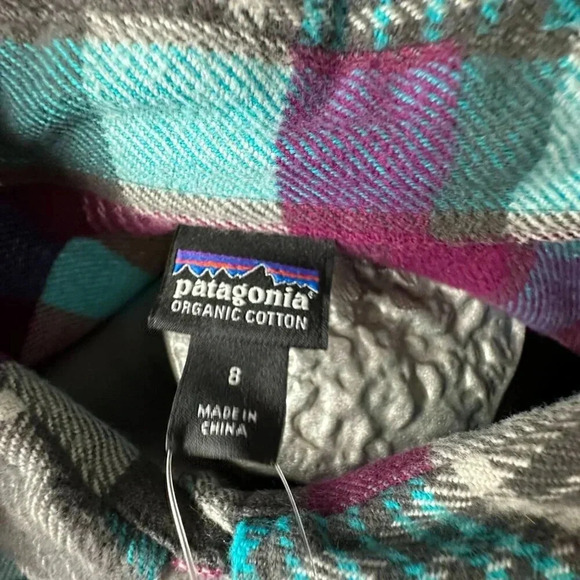 patagonia
ORGANIC COTTON
8
MADE IN
CHINA